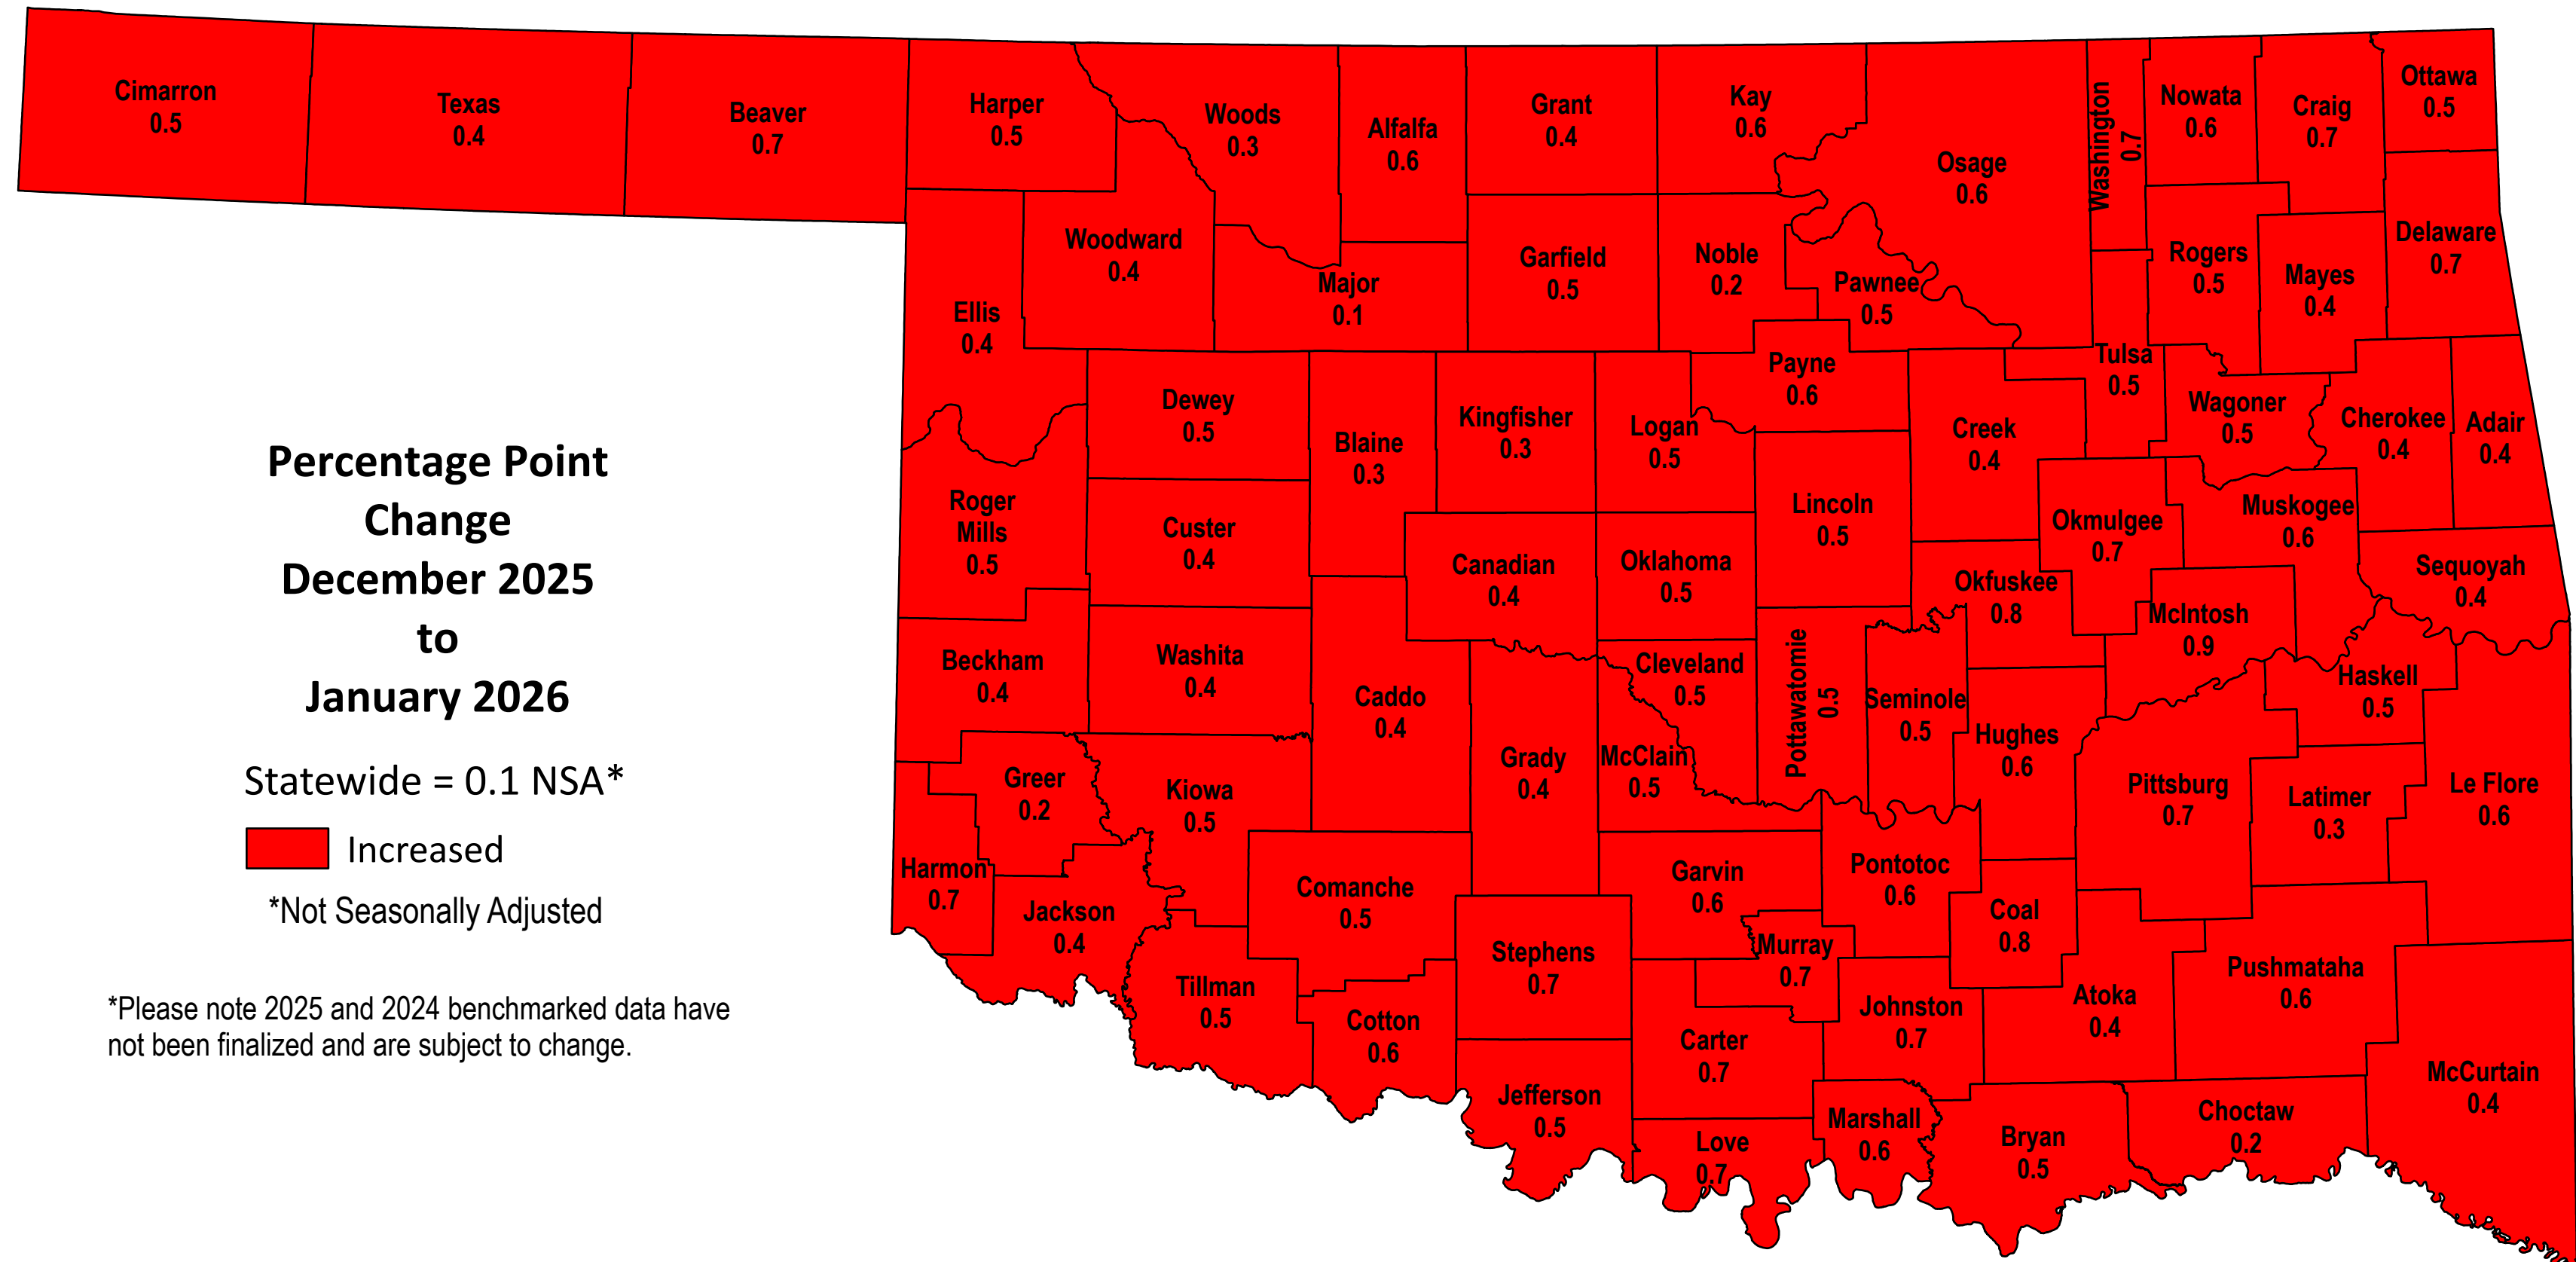 Cimarron
0.5
Texas
0.4
Beaver
0.7
Harper
0.5
Woods
0.3
Alfalfa
0.6
Grant
0.4
Kay
0.6
Osage
0.6
Washington
0.7
Nowata
0.6
Craig
0.7
Ottawa
0.5
Woodward
0.4
Ellis
0.4
Major
0.1
Garfield
0.5
Noble
0.2
Pawnee
0.5
Rogers
0.5
Mayes
0.4
Delaware
0.7
Dewey
0.5
Blaine
0.3
Kingfisher
0.3
Logan
0.5
Payne
0.6
Creek
0.4
Tulsa
0.5
Wagoner
0.5
Cherokee
0.4
Adair
0.4
Percentage Point
Change
December 2025
to
January 2026
Statewide = 0.1 NSA*
Increased
*Not Seasonally Adjusted
*Please note 2025 and 2024 benchmarked data have
not been finalized and are subject to change.
Roger
Mills
0.5
Custer
0.4
Canadian
0.4
Oklahoma
0.5
Lincoln
0.5
Okmulgee
0.7
Muskogee
0.6
Okfuskee
0.8
McIntosh
0.9
Sequoyah
0.4
Beckham
0.4
Washita
0.4
Caddo
0.4
Grady
0.4
Cleveland
0.5
McClain
0.5
Pottawatomie
0.5
Seminole
0.5
Hughes
0.6
Haskell
0.5
Pittsburg
0.7
Latimer
0.3
Le Flore
0.6
Greer
0.2
Kiowa
0.5
Harmon
0.7
Jackson
0.4
Comanche
0.5
Stephens
0.7
Garvin
0.6
Murray
0.7
Pontotoc
0.6
Coal
0.8
Tillman
0.5
Cotton
0.6
Jefferson
0.5
Carter
0.7
Johnston
0.7
Atoka
0.4
Pushmataha
0.6
McCurtain
0.4
Love
0.7
Marshall
0.6
Bryan
0.5
Choctaw
0.2